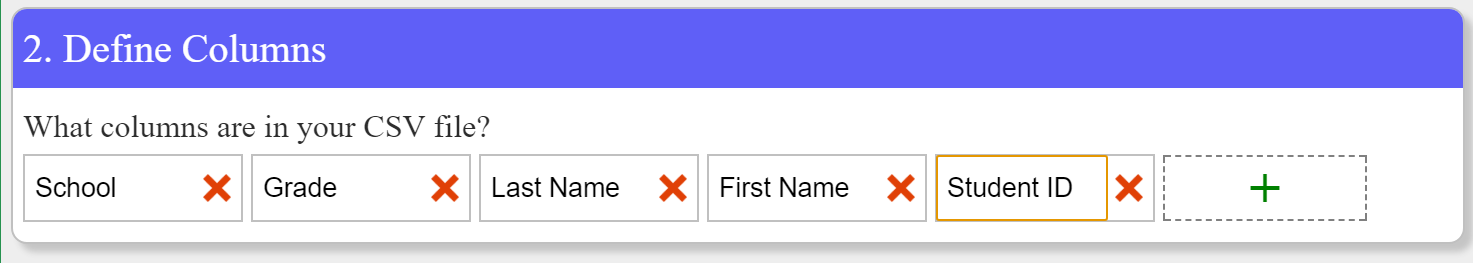 2. Define Columns
What columns are in your CSV file?
School Grade Last Name First Name Student ID